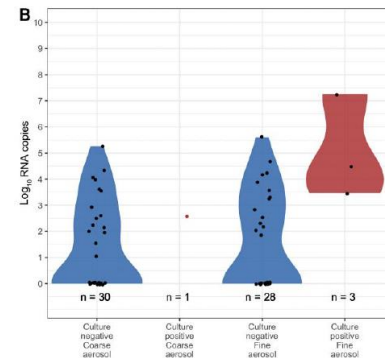 B
10
9
8
7
6
5
4
3
2
1
0
Log₁₀ RNA copies
n = 30 n = 1 n = 28 n = 3
Culture negative Coarse aerosol
Culture positive Coarse aerosol
Culture negative Fine aerosol
Culture positive Fine aerosol